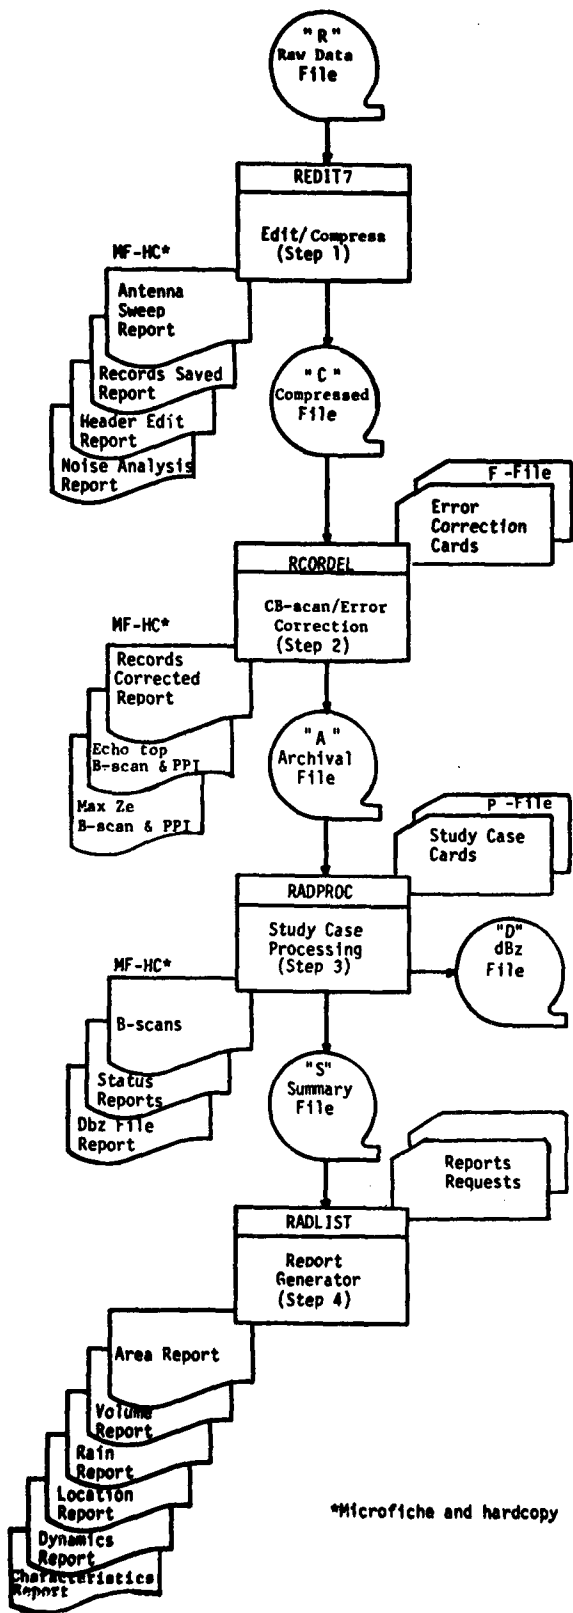 "R"
Raw Data
File
REDIT7
Edit/Compress
(Step 1)
MF-HC*
Antenna
Sweep
Report
Records Saved
Report
Header Edit
Report
Noise Analysis
Report
"C"
Compressed
File
F-File
Error
Correction
Cards
RCORDEL
CB-scan/Error
Correction
(Step 2)
MF-HC*
Records
Corrected
Report
Echo top
B-scan & PPI
Max Ze
B-scan & PPI
"A"
Archival
File
P-File
Study Case
Cards
RADPROC
Study Case
Processing
(Step 3)
"D"
dBz
File
MF-HC*
B-scans
Status
Reports
Dbz File
Report
"S"
Summary
File
Reports
Requests
RADLIST
Report
Generator
(Step 4)
Area Report
Volume
Report
Rain
Report
Location
Report
Dynamics
Report
Characteristics
Report
*Microfiche and hardcopy